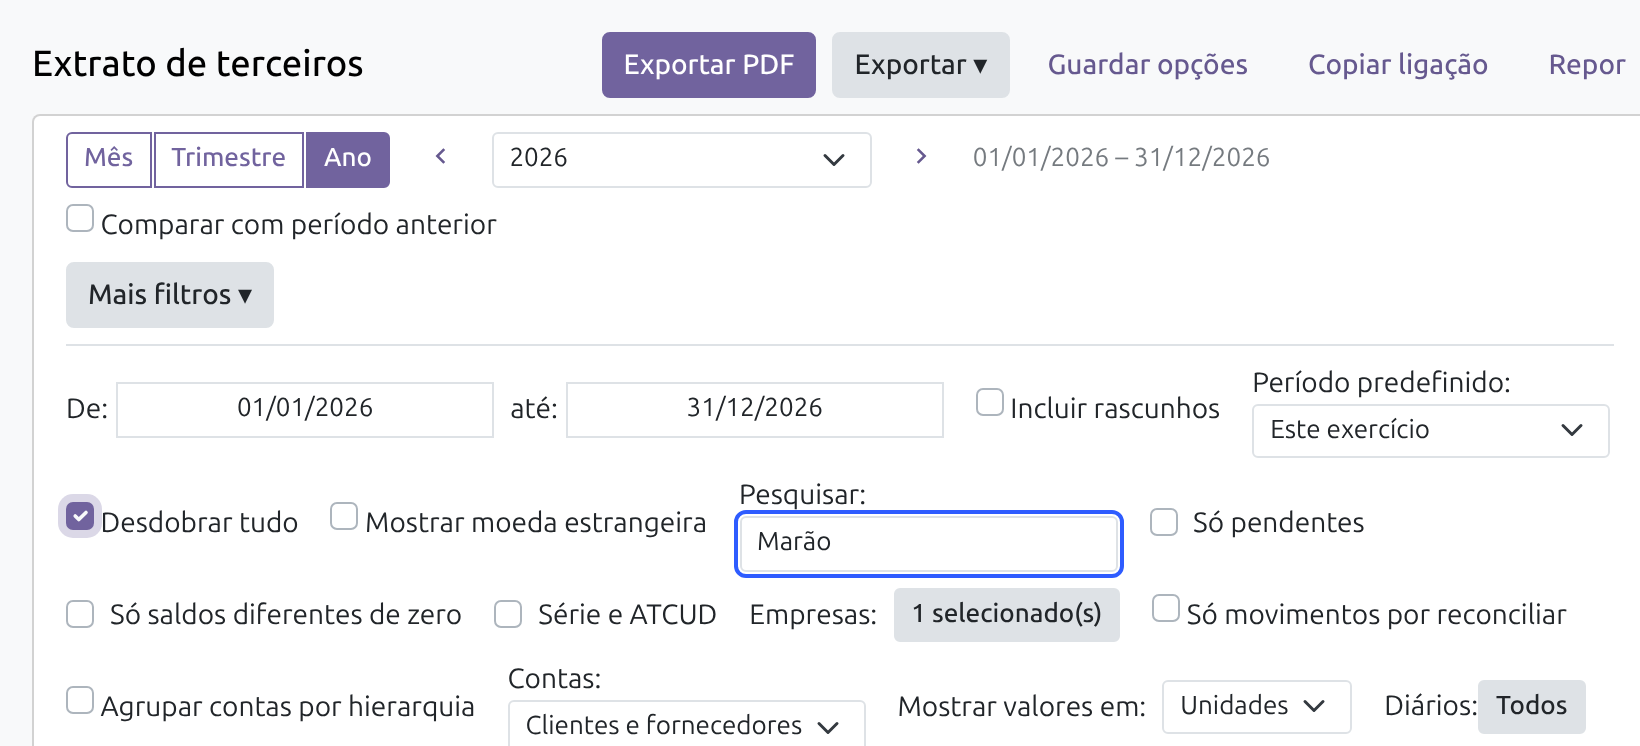 Extrato de terceiros
Exportar PDF
Exportar ▾
Guardar opções
Copiar ligação
Repor
Mês
Trimestre
Ano
2026
01/01/2026 – 31/12/2026
Comparar com período anterior
Mais filtros ▾
De:
01/01/2026
até:
31/12/2026
Incluir rascunhos
Período predefinido:
Este exercício
Desdobrar tudo
Mostrar moeda estrangeira
Pesquisar:
Marão
Só pendentes
Só saldos diferentes de zero
Série e ATCUD
Empresas:
1 selecionado(s)
Só movimentos por reconciliar
Agrupar contas por hierarquia
Contas:
Clientes e fornecedores
Mostrar valores em:
Unidades
Diários:
Todos